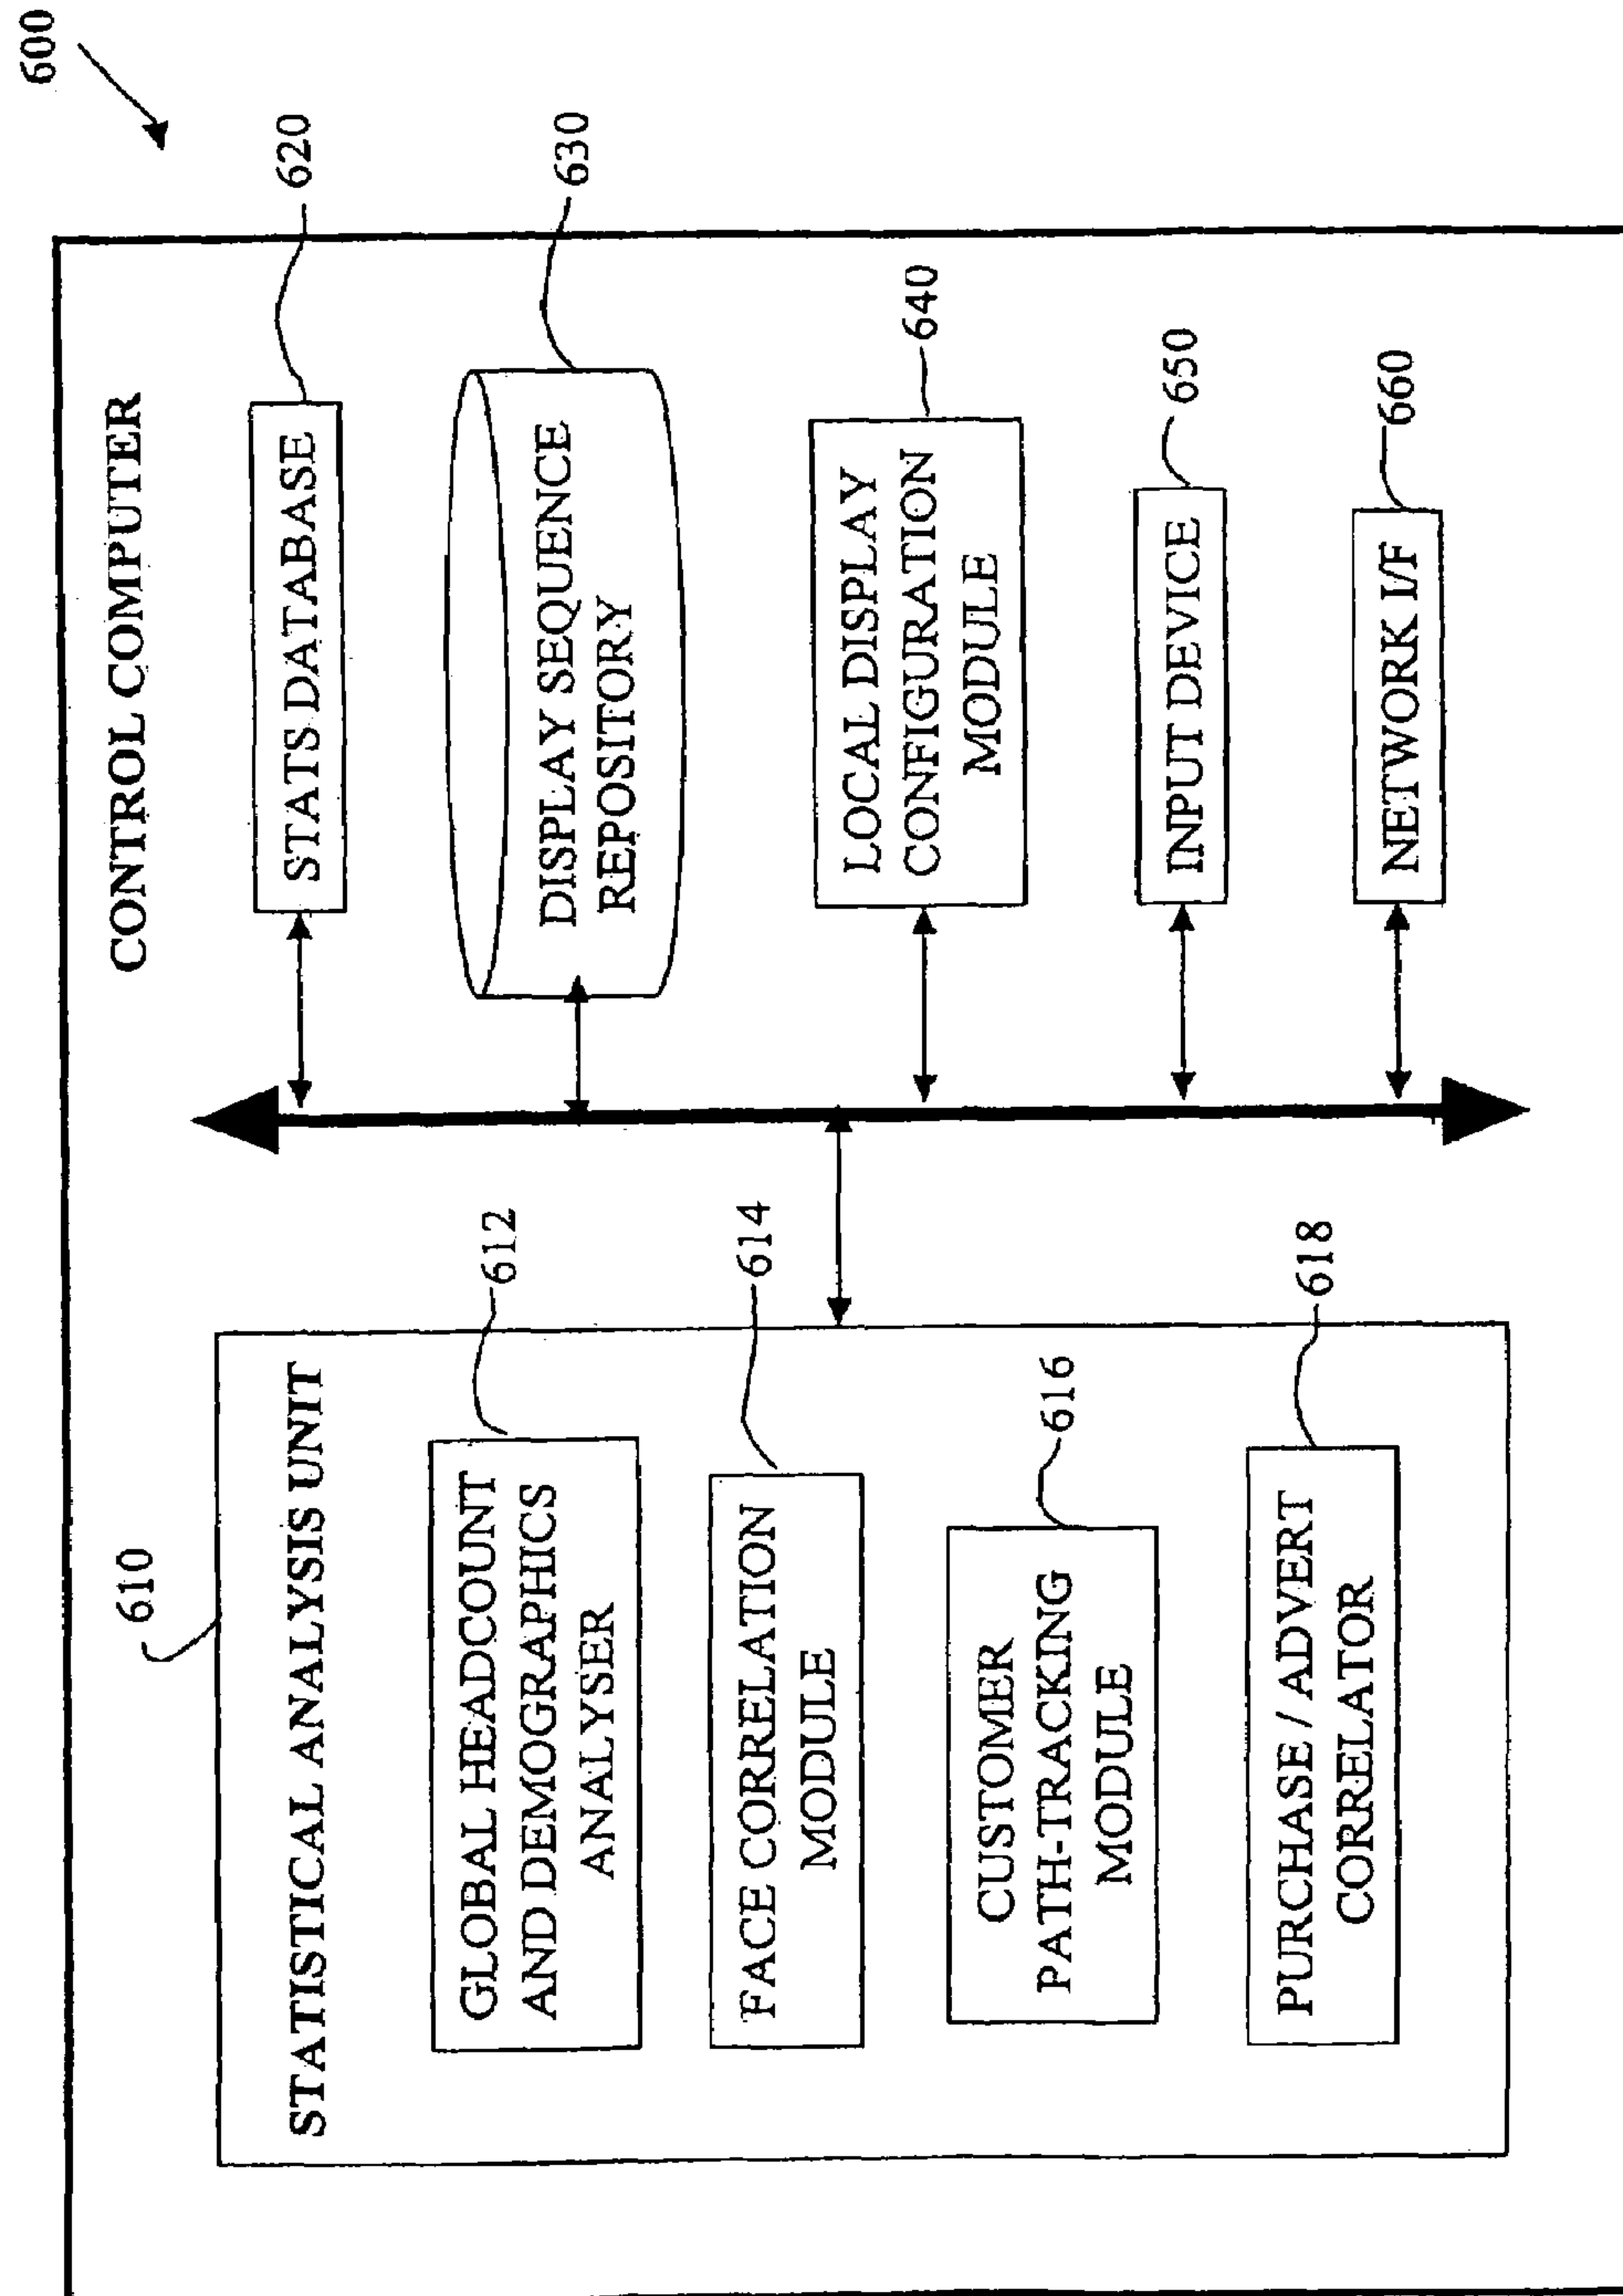 600
CONTROL COMPUTER
610
STATISTICAL ANALYSIS UNIT
GLOBAL HEADCOUNT
AND DEMOGRAPHICS
ANALYSER
612
FACE CORRELATION
MODULE
614
CUSTOMER
PATH-TRACKING
MODULE
616
PURCHASE / ADVERT
CORRELATOR
618
STATS DATABASE
620
DISPLAY SEQUENCE
REPOSITORY
630
LOCAL DISPLAY
CONFIGURATION
MODULE
640
INPUT DEVICE
650
NETWORK I/F
660